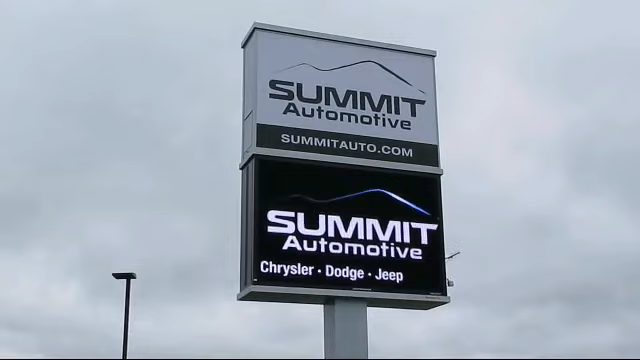 SUMMIT
Automotive
SUMMITAUTO.COM
SUMMIT
Automotive
Chrysler · Dodge · Jeep